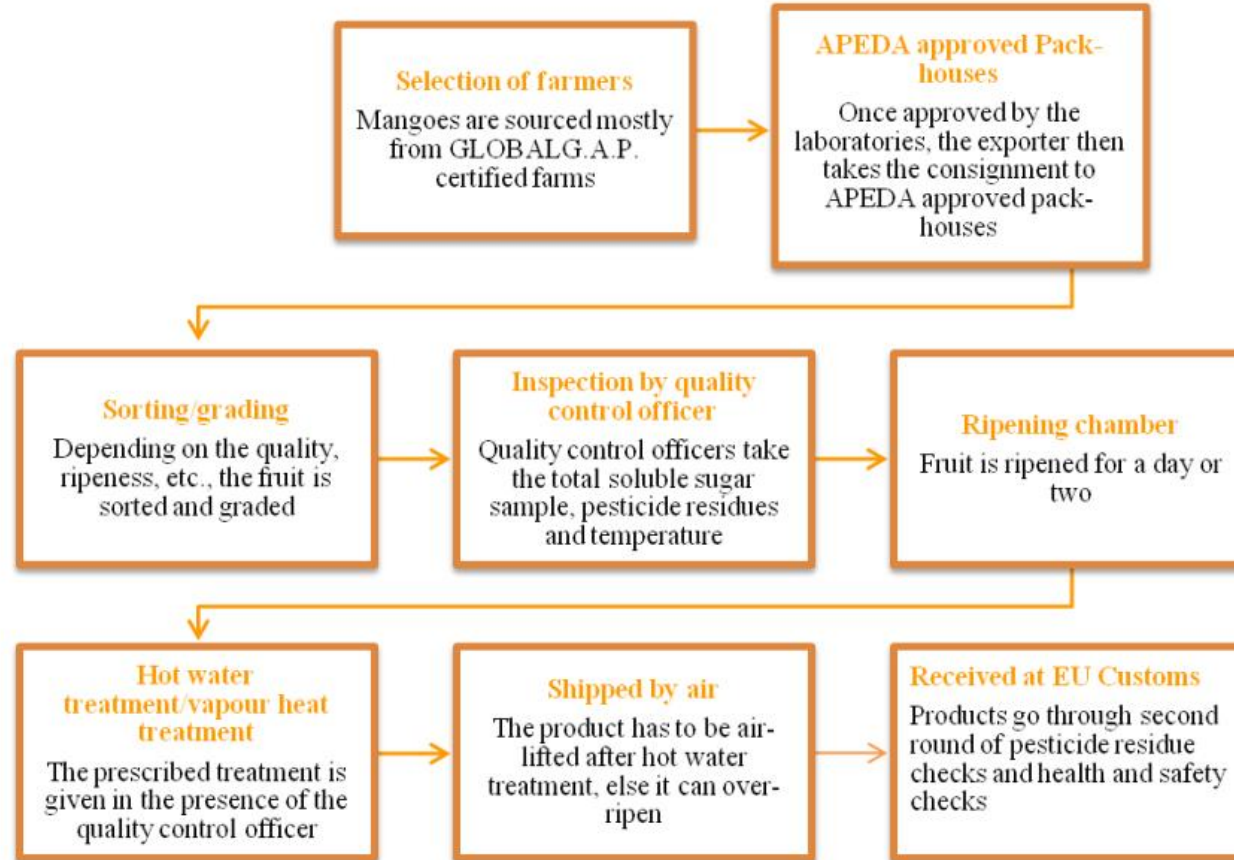 Selection of farmers
Mangoes are sourced mostly
from GLOBALG.A.P.
certified farms
APEDA approved Pack-
houses
Once approved by the
laboratories, the exporter then
takes the consignment to
APEDA approved pack-
houses
Sorting/grading
Depending on the quality,
ripeness, etc., the fruit is
sorted and graded
Inspection by quality
control officer
Quality control officers take
the total soluble sugar
sample, pesticide residues
and temperature
Ripening chamber
Fruit is ripened for a day or
two
Hot water
treatment/vapour heat
treatment
The prescribed treatment is
given in the presence of the
quality control officer
Shipped by air
The product has to be air-
lifted after hot water
treatment, else it can over-
ripen
Received at EU Customs
Products go through second
round of pesticide residue
checks and health and safety
checks